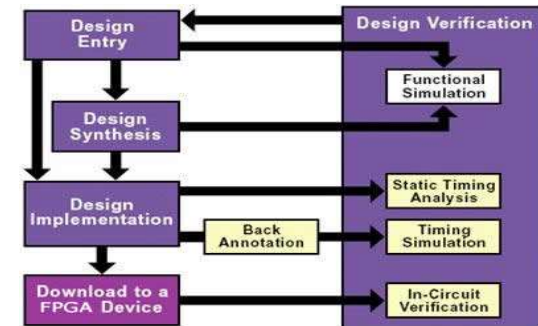 Design
Entry
Design Verification
Functional
Simulation
Design
Synthesis
Static Timing
Analysis
Design
Implementation
Back
Annotation
Timing
Simulation
Download to a
FPGA Device
In-Circuit
Verification